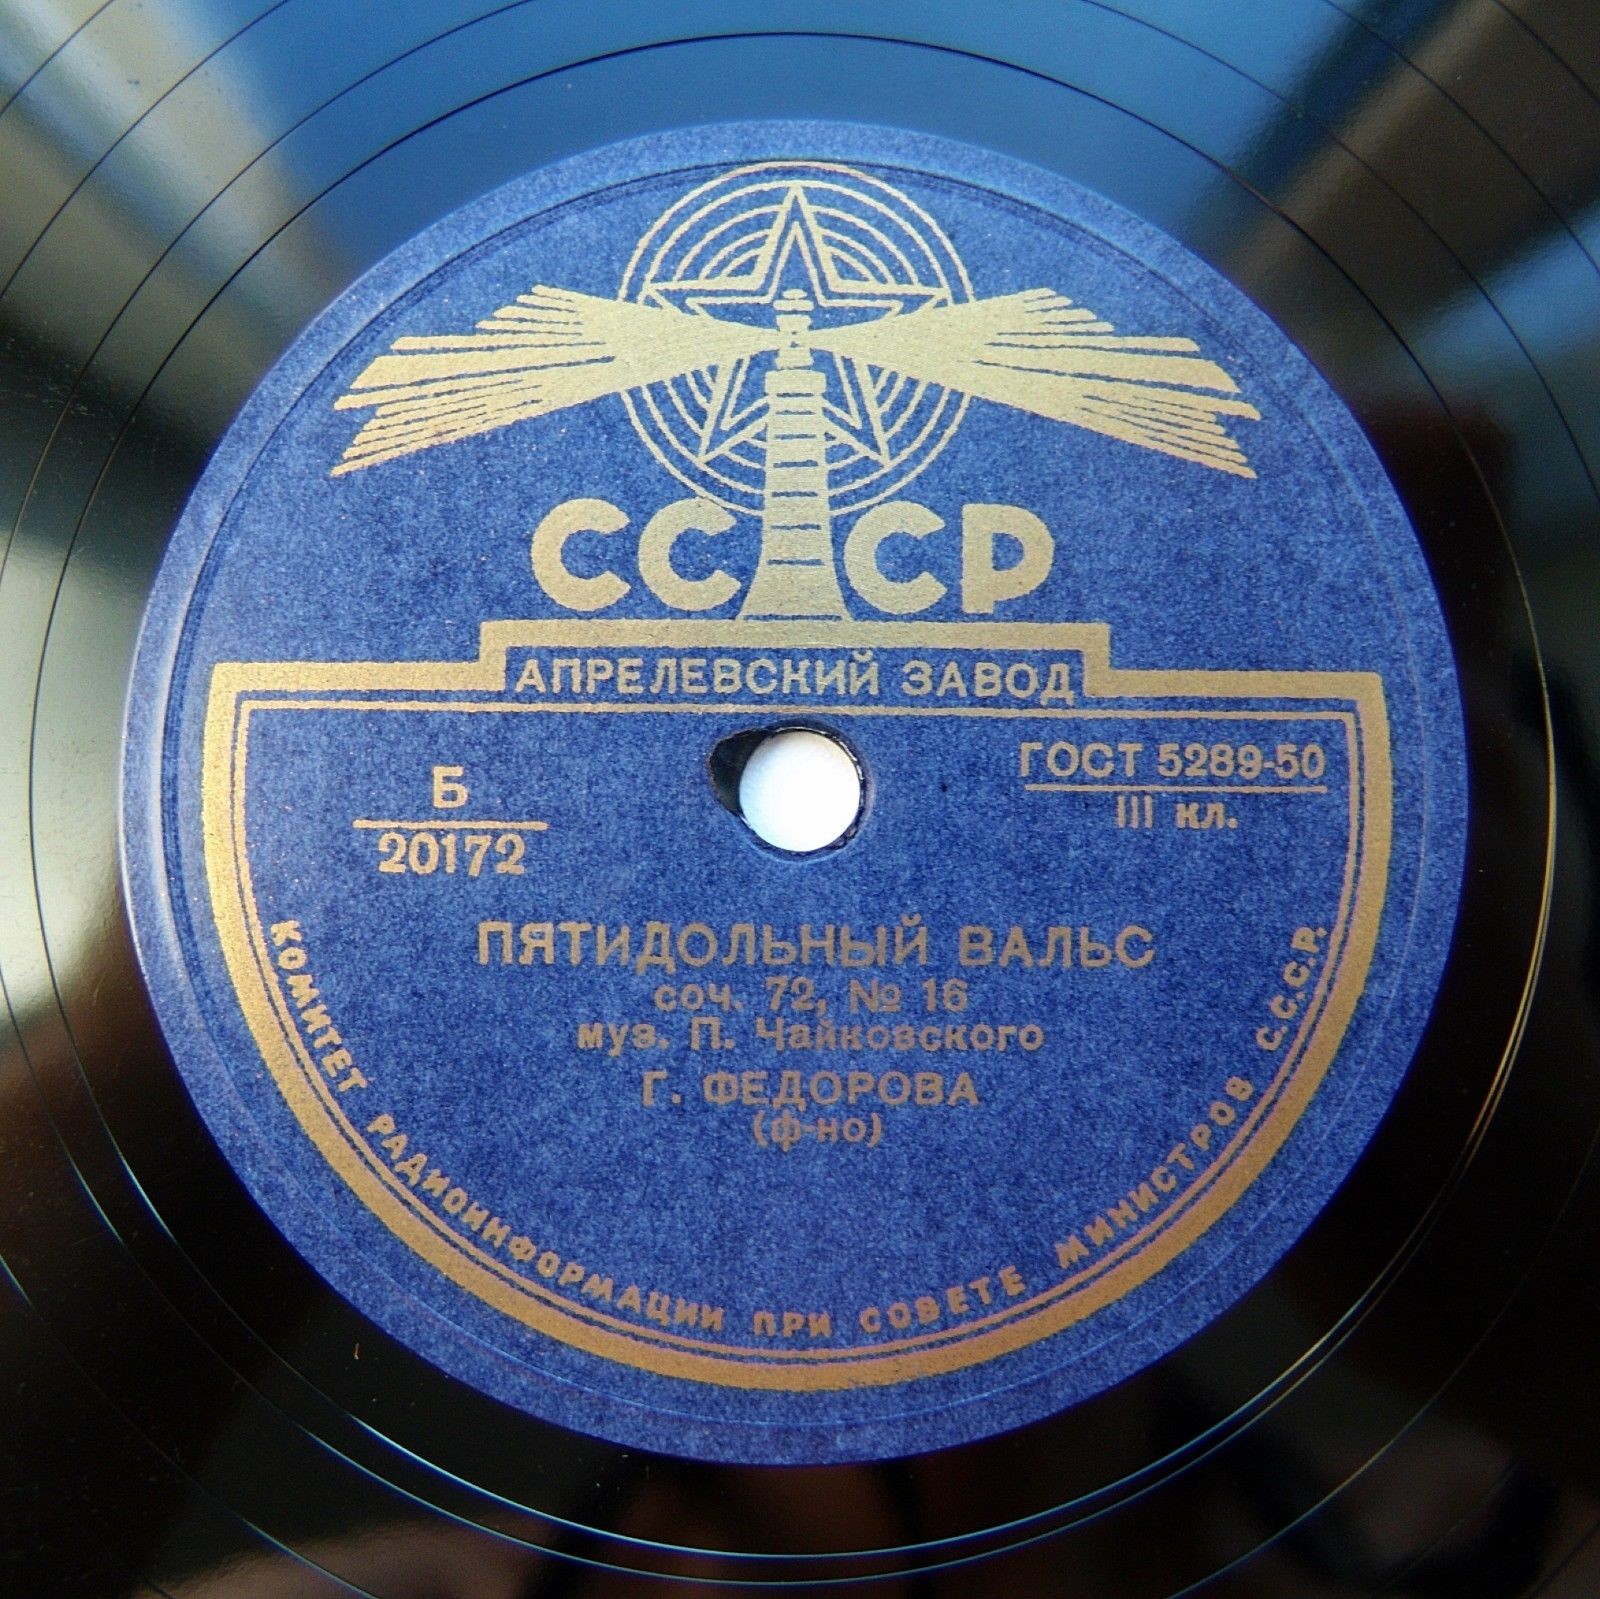 СССР
АПРЕЛЕВСКИЙ ЗАВОД
Б
20172
ГОСТ 5289-50
III кл.
ПЯТИДОЛЬНЫЙ ВАЛЬС
соч. 72, № 16
муз. П. Чайковского
Г. ФЕДОРОВА
(ф-но)
КОМИТЕТ РАДИОИНФОРМАЦИИ ПРИ СОВЕТЕ МИНИСТРОВ С.С.С.Р.